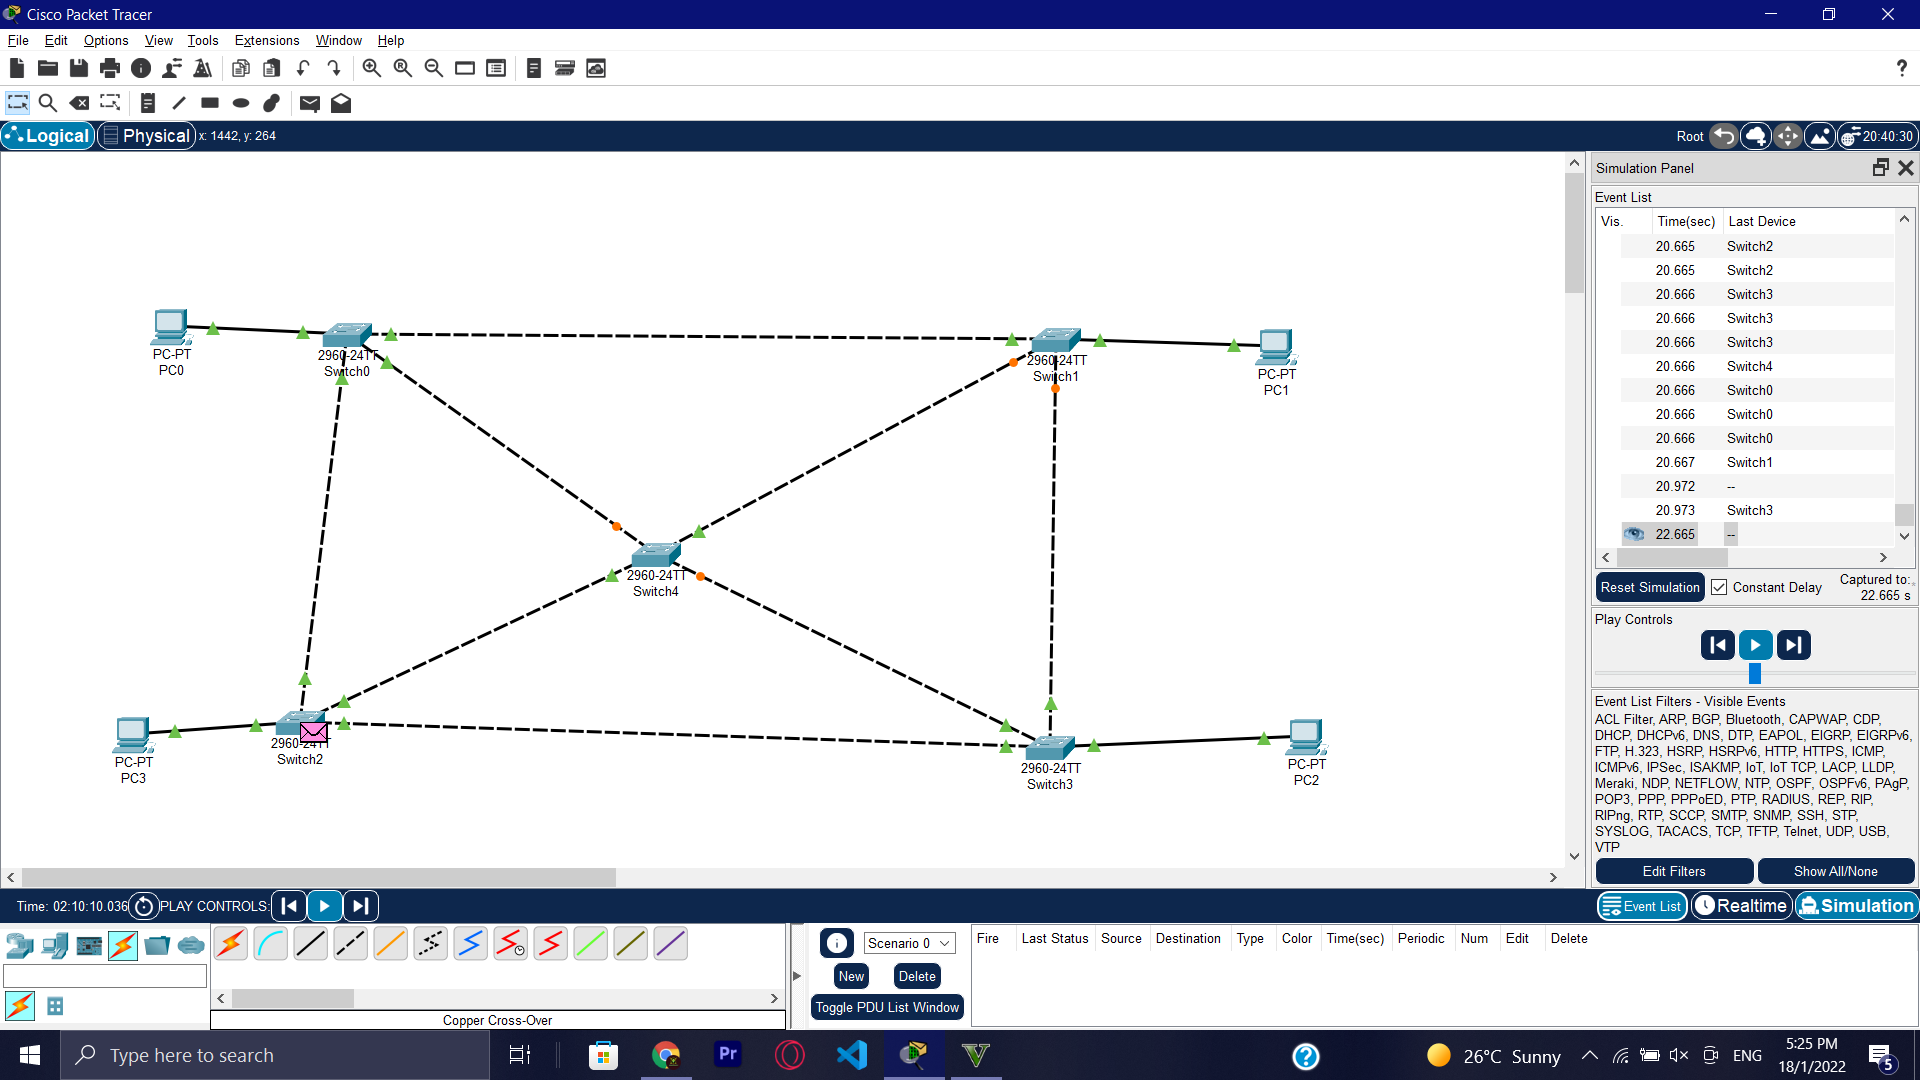 Cisco Packet Tracer
File Edit Options View Tools Extensions Window Help
?
Logical Physical x: 1442, y: 264 Root 20:40:30
Simulation Panel
Event List
Vis. Time(sec) Last Device
20.665 Switch2
20.665 Switch2
20.666 Switch3
20.666 Switch3
20.666 Switch3
20.666 Switch4
20.666 Switch0
20.666 Switch0
20.666 Switch0
20.667 Switch1
20.972 --
20.973 Switch3
22.665 --
Reset Simulation Constant Delay Captured to:
22.665 s
Play Controls
Event List Filters - Visible Events
ACL Filter, ARP, BGP, Bluetooth, CAPWAP, CDP,
DHCP, DHCPv6, DNS, DTP, EAPOL, EIGRP, EIGRPv6,
FTP, H.323, HSRP, HSRPv6, HTTP, HTTPS, ICMP,
ICMPv6, IPSec, ISAKMP, IoT, IoT TCP, LACP, LLDP,
Meraki, NDP, NETFLOW, NTP, OSPF, OSPFv6, PAgP,
POP3, PPP, PPPoED, PTP, RADIUS, REP, RIP,
RIPng, RTP, SCCP, SMTP, SNMP, SSH, STP,
SYSLOG, TACACS, TCP, TFTP, Telnet, UDP, USB,
VTP
Edit Filters Show All/None
PC-PT
PC0
2960-24TT
Switch0
2960-24TT
Switch1
PC-PT
PC1
2960-24TT
Switch4
PC-PT
PC3
2960-24TT
Switch2
2960-24TT
Switch3
PC-PT
PC2
Time: 02:10:10.036 PLAY CONTROLS: Event List Realtime Simulation
Scenario 0
New Delete
Toggle PDU List Window
Fire Last Status Source Destination Type Color Time(sec) Periodic Num Edit Delete
Copper Cross-Over
Type here to search
Pr
26°C Sunny
ENG
5:25 PM
18/1/2022
5